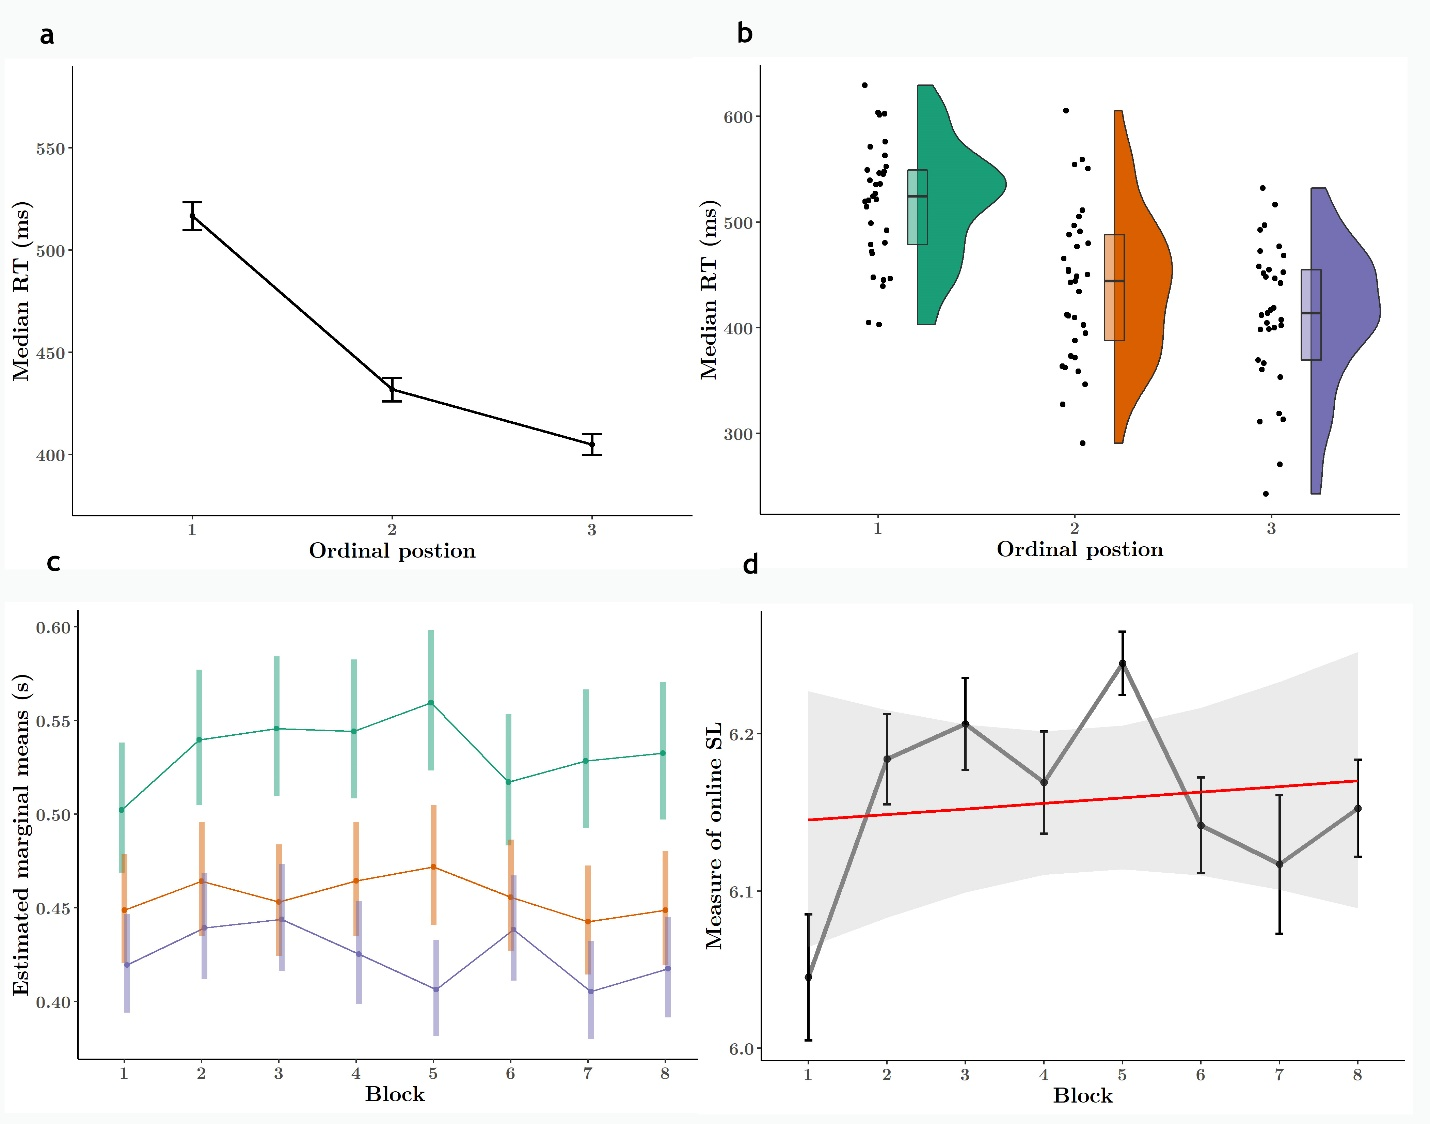 a
Median RT (ms)
550
500
450
400
1 2 3
Ordinal postion
b
Median RT (ms)
600
500
400
300
1 2 3
Ordinal postion
c
Estimated marginal means (s)
0.60
0.55
0.50
0.45
0.40
1 2 3 4 5 6 7 8
Block
d
Measure of online SL
6.2
6.1
6.0
1 2 3 4 5 6 7 8
Block